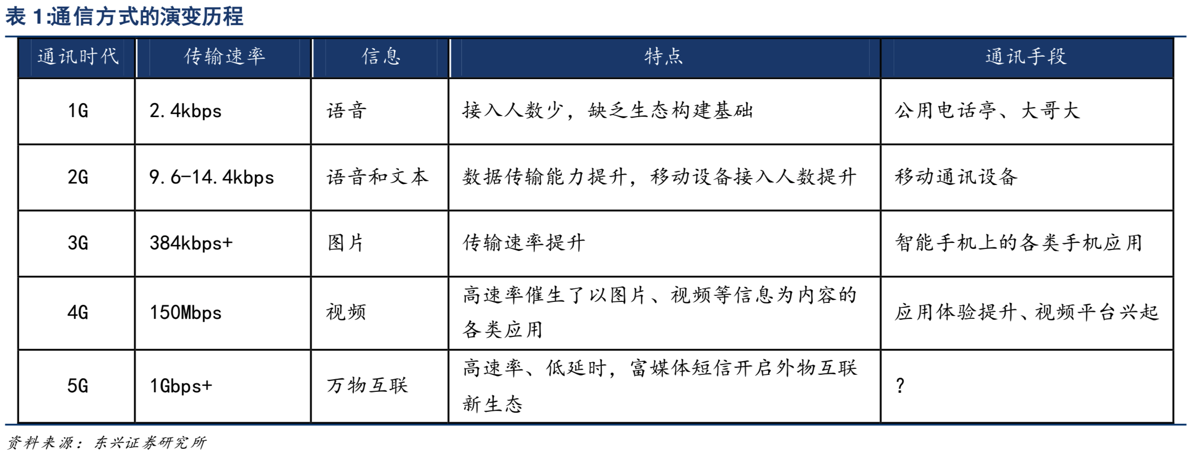 表 1:通信方式的演变历程
通讯时代 传输速率 信息 特点 通讯手段
1G 2.4kbps 语音 接入人数少，缺乏生态构建基础 公用电话亭、大哥大
2G 9.6-14.4kbps 语音和文本 数据传输能力提升，移动设备接入人数提升 移动通讯设备
3G 384kbps+ 图片 传输速率提升 智能手机上的各类手机应用
4G 150Mbps 视频 高速率催生了以图片、视频等信息为内容的
各类应用 应用体验提升、视频平台兴起
5G 1Gbps+ 万物互联 高速率、低延时，富媒体短信开启外物互联
新生态 ？
资料来源：东兴证券研究所